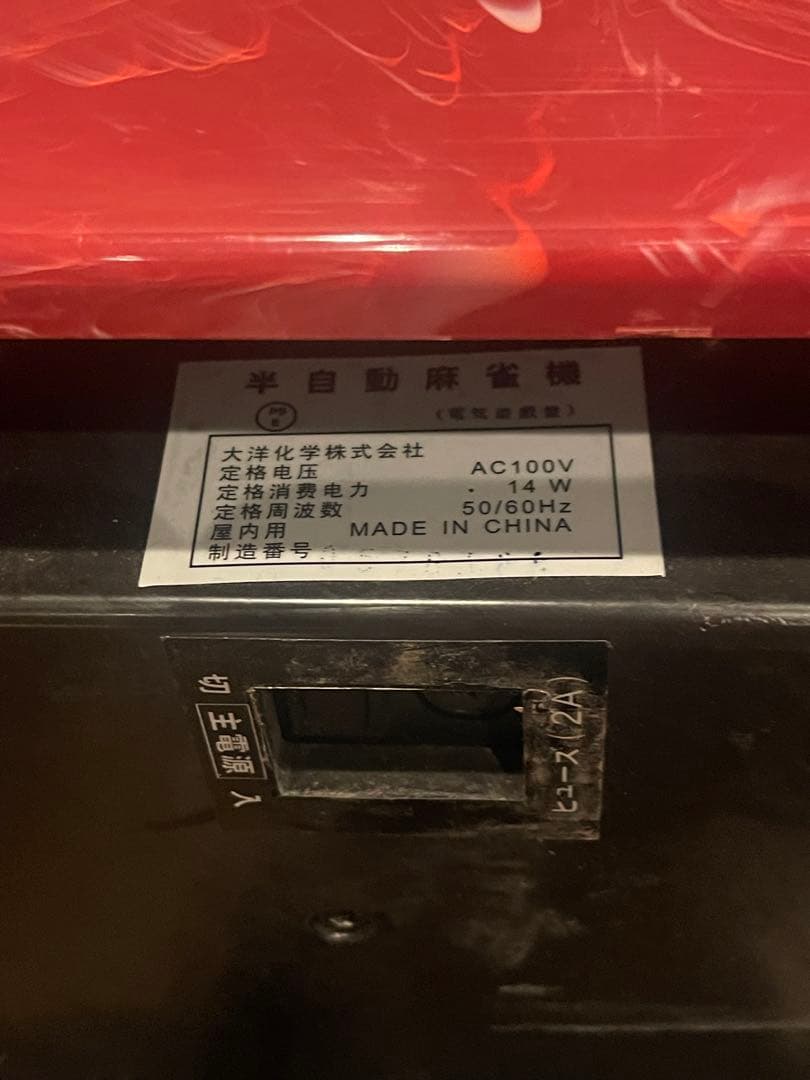 半自動麻雀機
PS
E
(電気遊戯盤)
大洋化学株式会社
定格电压 AC100V
定格消费电力 14 W
定格周波数 50/60Hz
屋内用 MADE IN CHINA
制造番号
切
主電源
入
ヒューズ(2A)